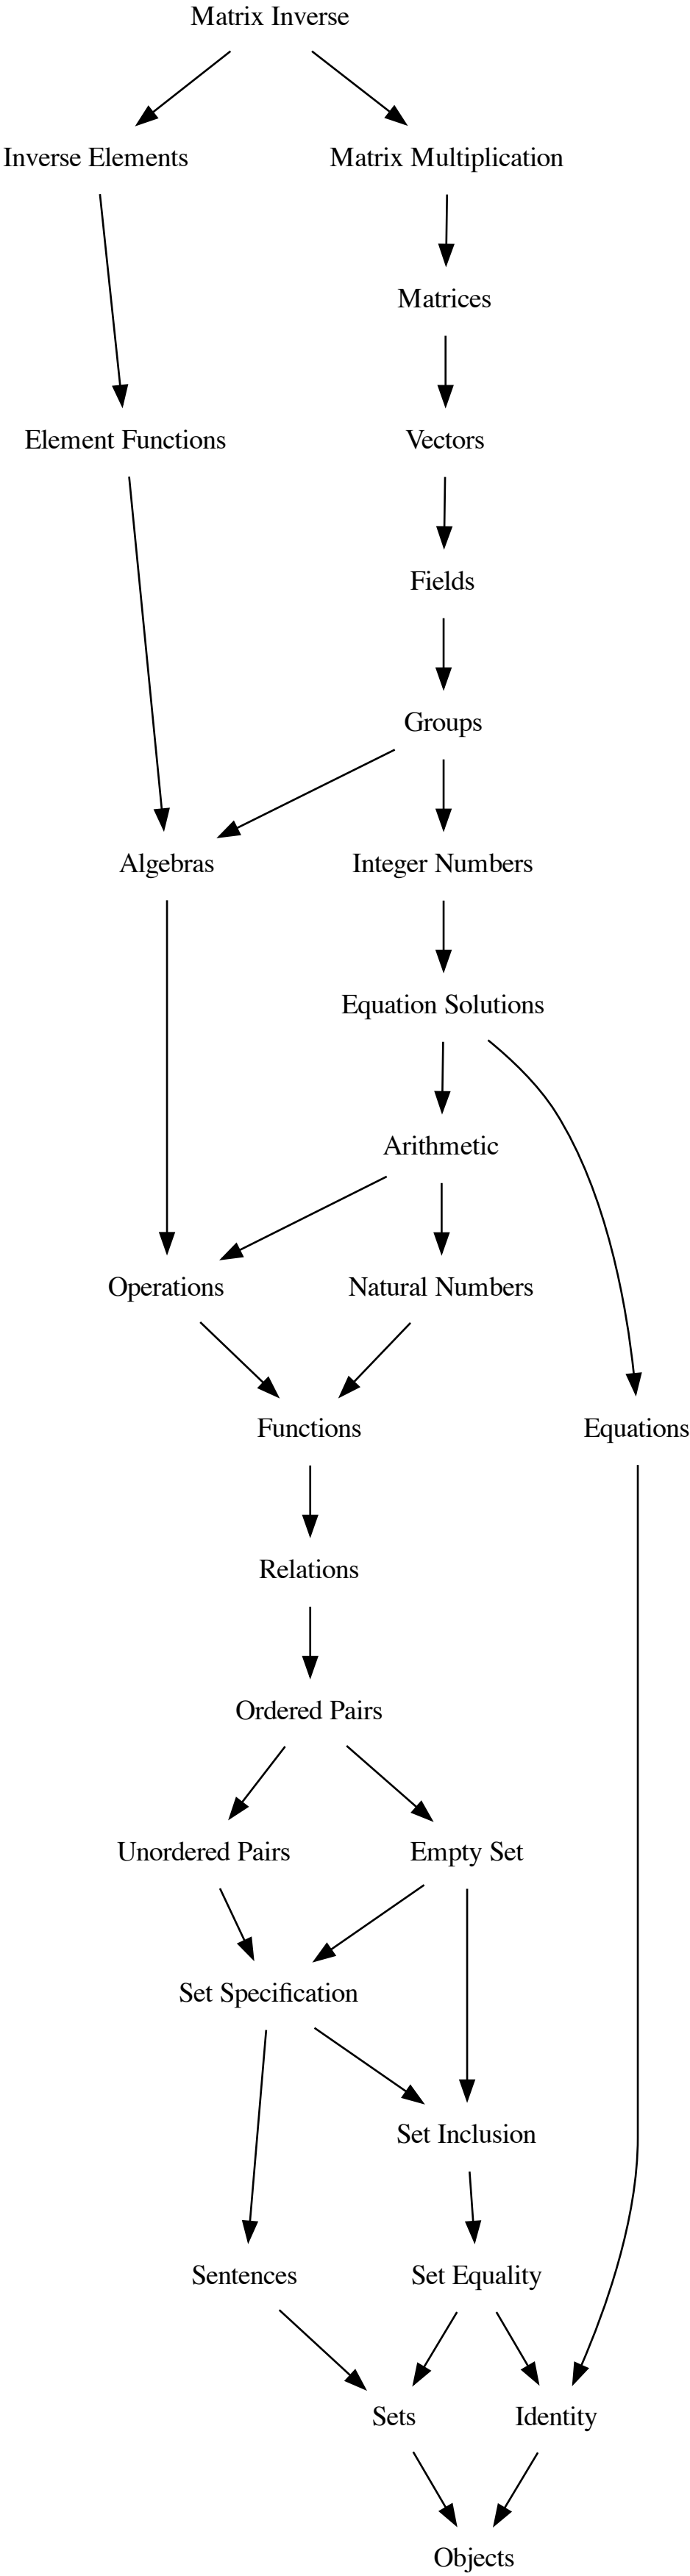 Matrix Inverse
Inverse Elements
Matrix Multiplication
Matrices
Element Functions
Vectors
Fields
Groups
Algebras
Integer Numbers
Equation Solutions
Arithmetic
Operations
Natural Numbers
Functions
Equations
Relations
Ordered Pairs
Unordered Pairs
Empty Set
Set Specification
Set Inclusion
Sentences
Set Equality
Sets
Identity
Objects